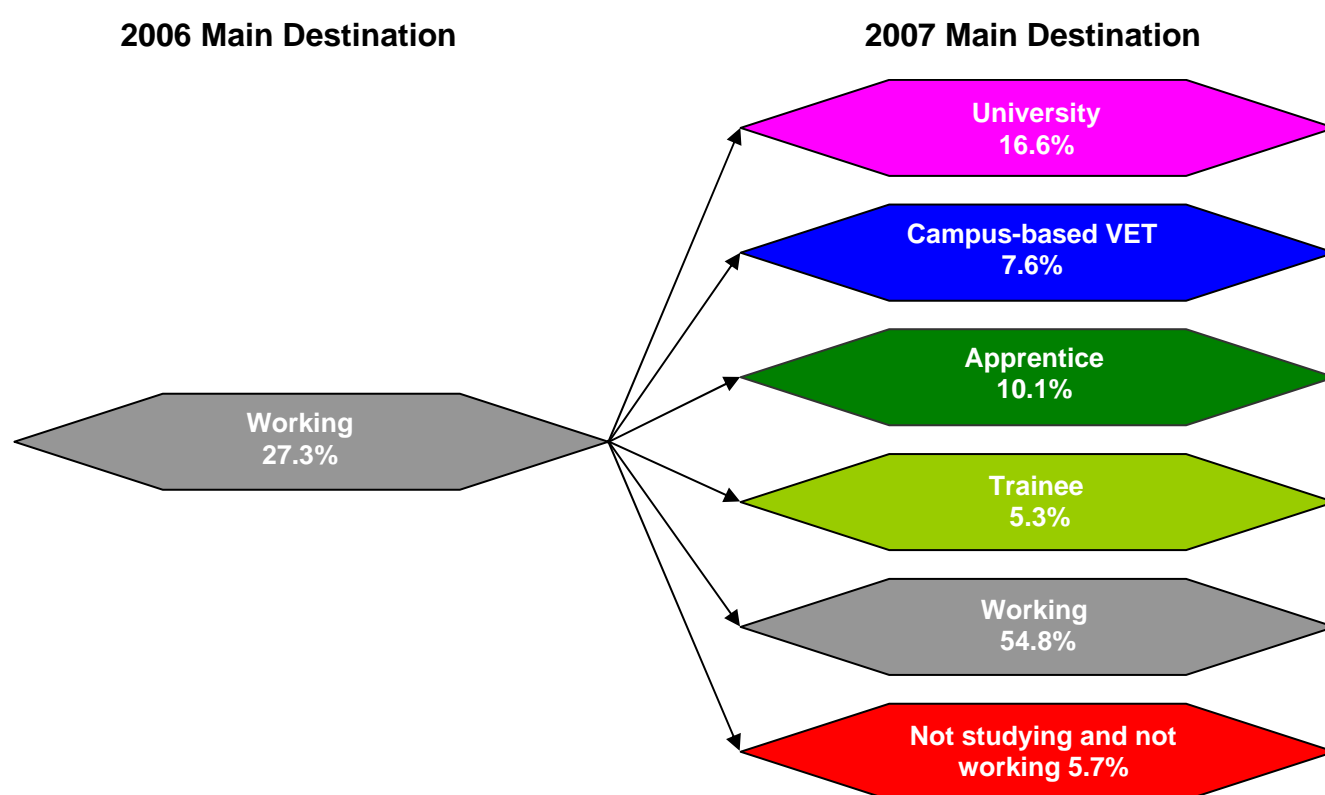 2006 Main Destination
2007 Main Destination
University
16.6%
Campus-based VET
7.6%
Apprentice
10.1%
Working
27.3%
Trainee
5.3%
Working
54.8%
Not studying and not
working 5.7%